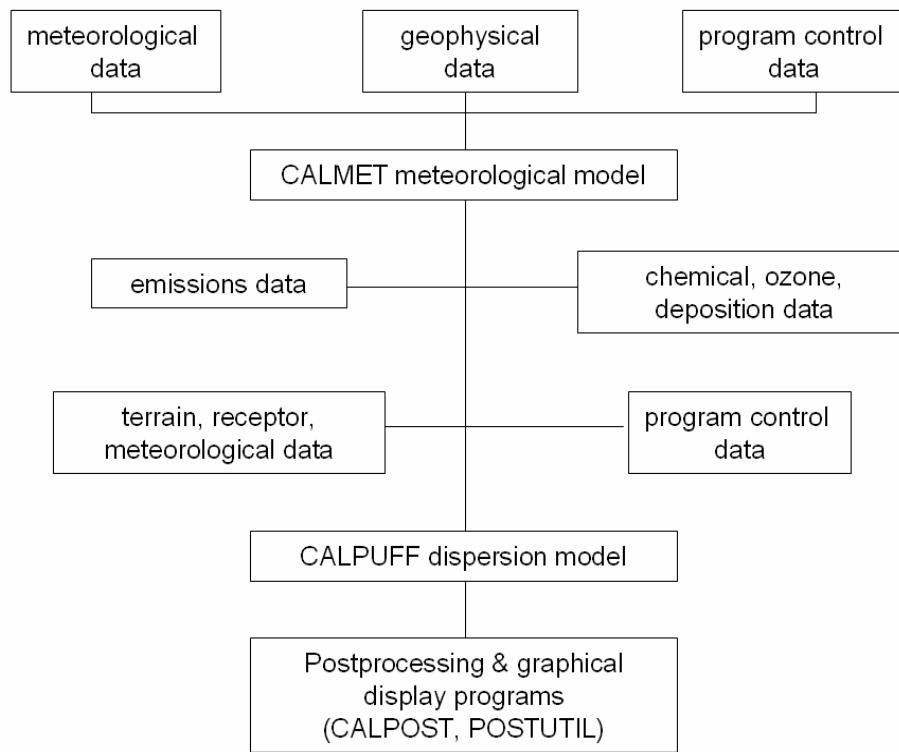 meteorological
data
geophysical
data
program control
data
CALMET meteorological model
emissions data
chemical, ozone,
deposition data
terrain, receptor,
meteorological data
program control
data
CALPUFF dispersion model
Postprocessing & graphical
display programs
(CALPOST, POSTUTIL)